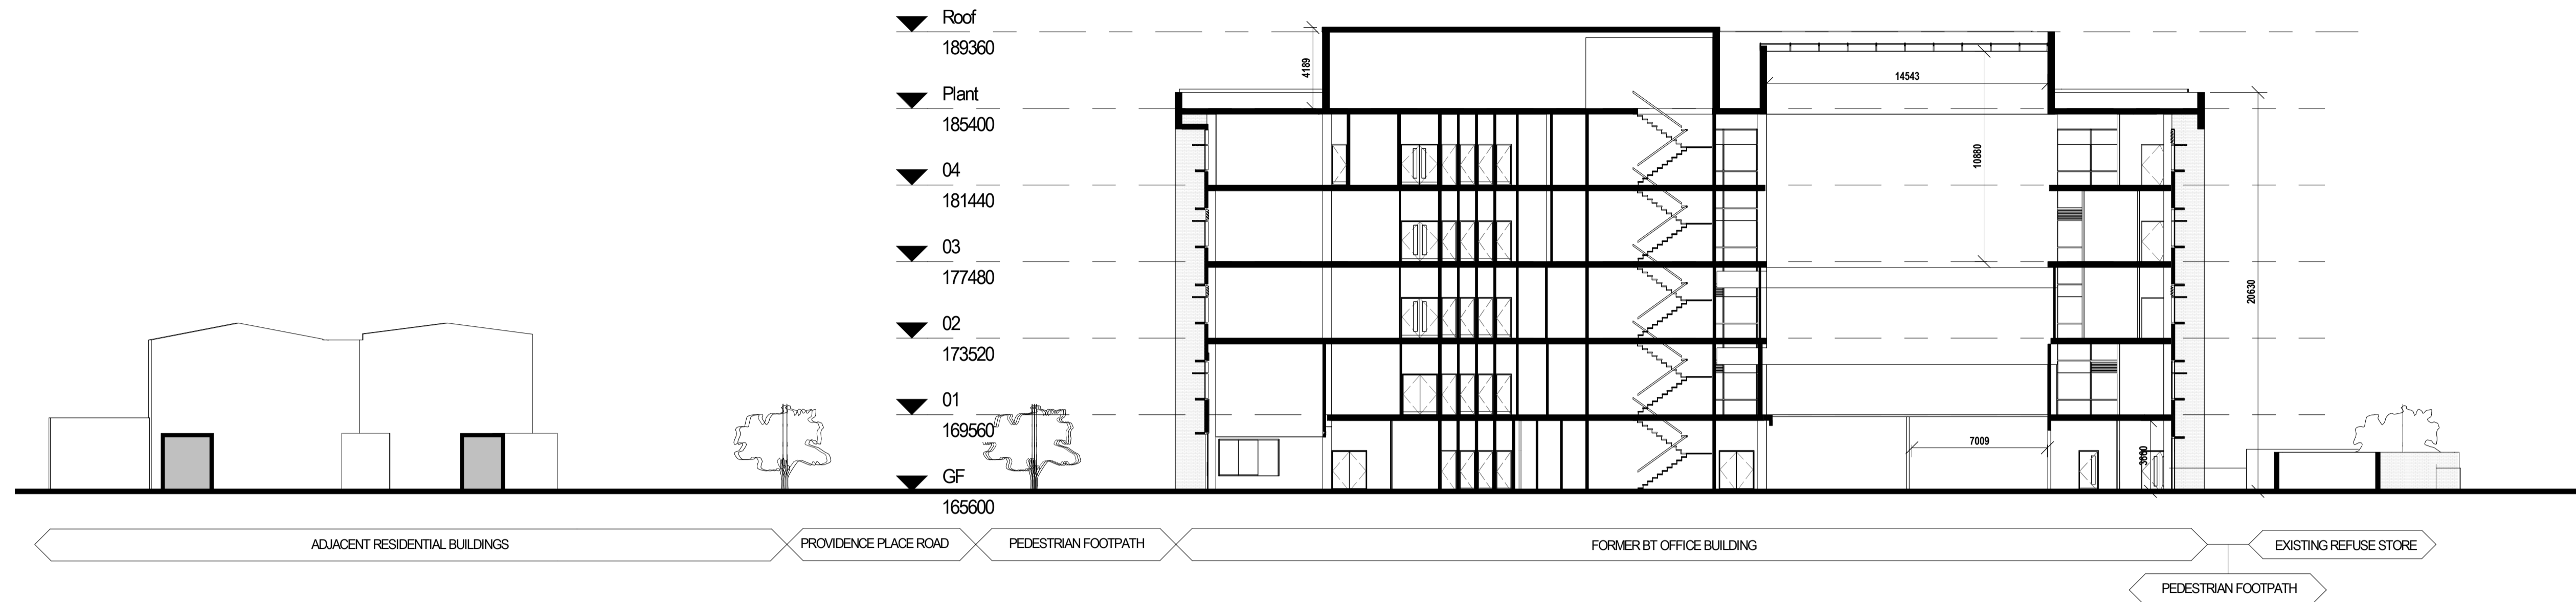 Roof
189360
4189
14543
Plant
185400
10880
04
181440
03
177480
20630
02
173520
01
169560
7009
3660
GF
165600
ADJACENT RESIDENTIAL BUILDINGS
PROVIDENCE PLACE ROAD
PEDESTRIAN FOOTPATH
FORMER BT OFFICE BUILDING
EXISTING REFUSE STORE
PEDESTRIAN FOOTPATH